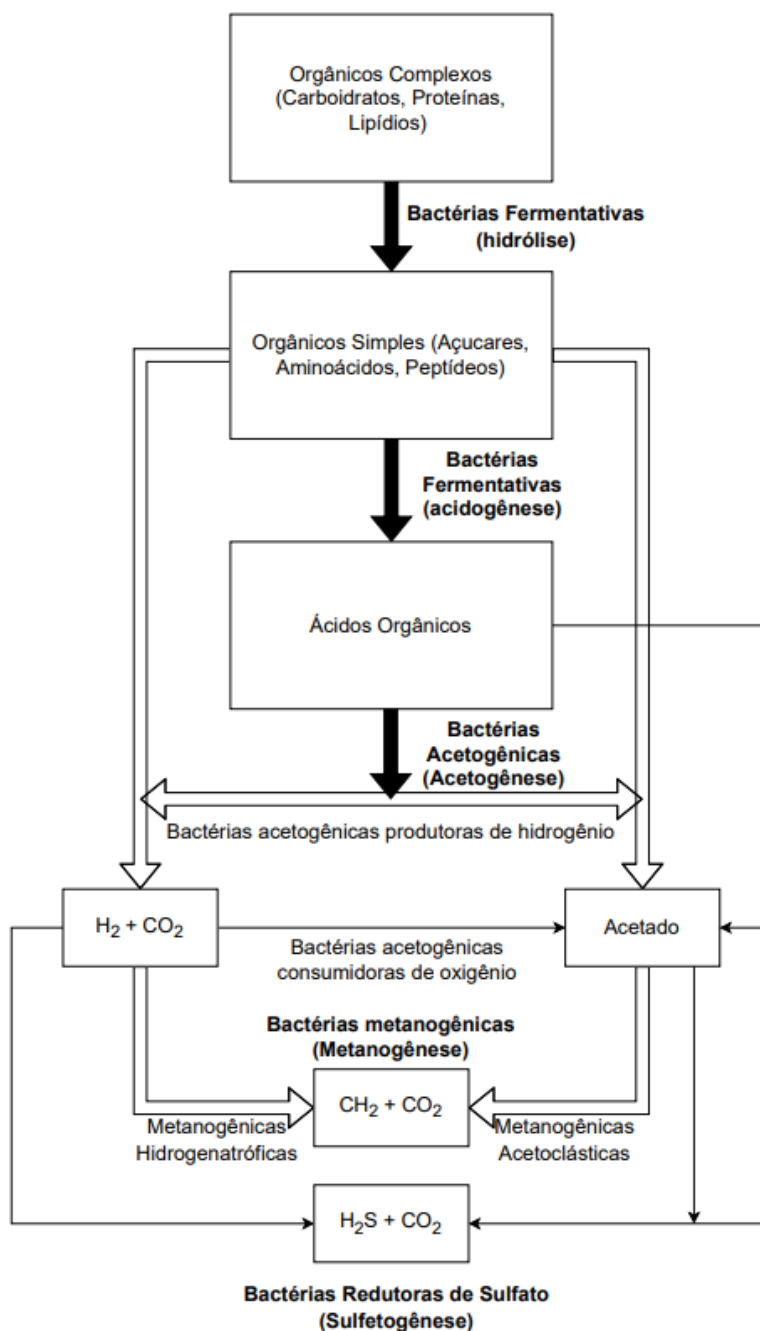 Orgânicos Complexos
(Carboidratos, Proteínas,
Lipídios)
Bactérias Fermentativas
(hidrólise)
Orgânicos Simples (Açucares,
Aminoácidos, Peptídeos)
Bactérias
Fermentativas
(acidogênese)
Ácidos Orgânicos
Bactérias
Acetogênicas
(Acetogênese)
Bactérias acetogênicas produtoras de hidrogênio
H₂ + CO₂
Acetado
Bactérias acetogênicas
consumidoras de oxigênio
Bactérias metanogênicas
(Metanogênese)
CH₂ + CO₂
Metanogênicas
Hidrogenatróficas
Metanogênicas
Acetoclásticas
H₂S + CO₂
Bactérias Redutoras de Sulfato
(Sulfetogênese)